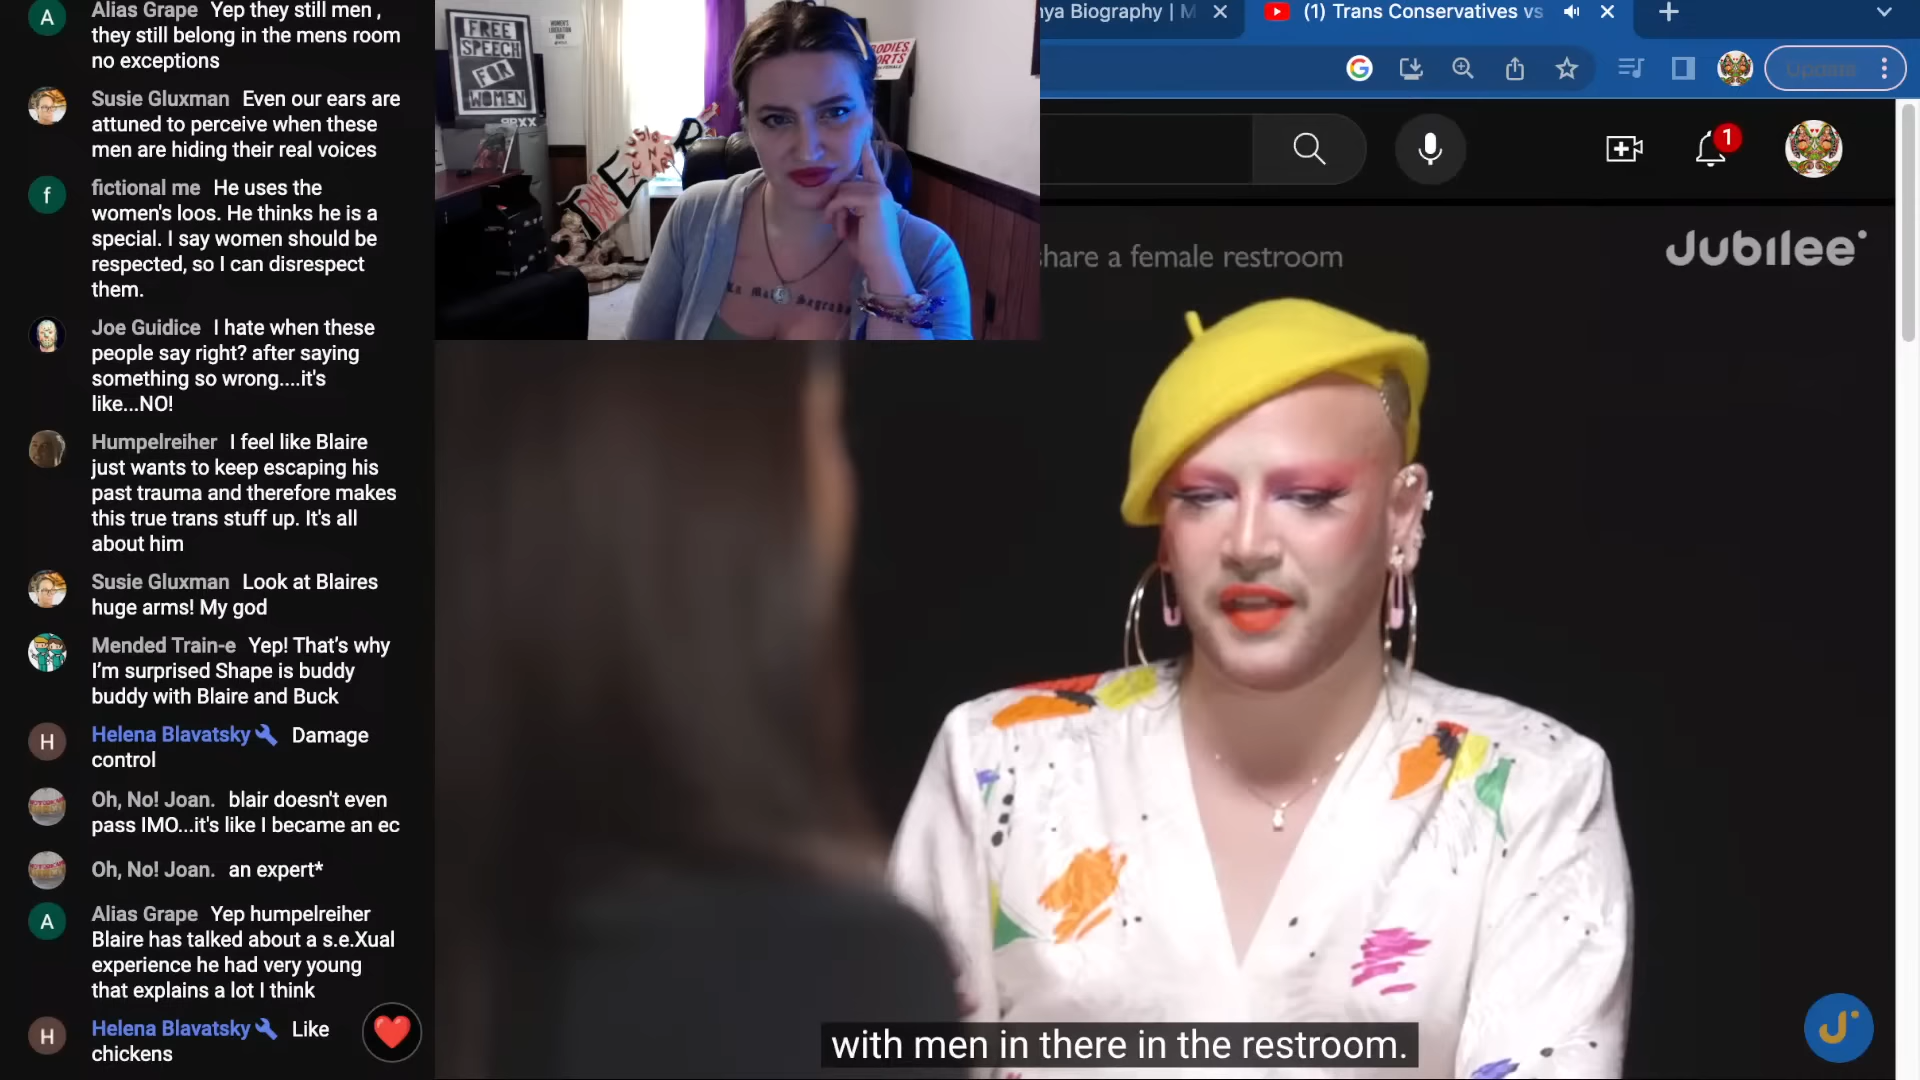 A
Alias Grape Yep they still men ,
they still belong in the mens room
no exceptions
Susie Gluxman Even our ears are
attuned to perceive when these
men are hiding their real voices
f
fictional me He uses the
women's loos. He thinks he is a
special. I say women should be
respected, so I can disrespect
them.
Joe Guidice I hate when these
people say right? after saying
something so wrong....it's
like...NO!
Humpelreiher I feel like Blaire
just wants to keep escaping his
past trauma and therefore makes
this true trans stuff up. It's all
about him
Susie Gluxman Look at Blaires
huge arms! My god
Mended Train-e Yep! That's why
I'm surprised Shape is buddy
buddy with Blaire and Buck
H
Helena Blavatsky Damage
control
Oh, No! Joan. blair doesn't even
pass IMO...it's like I became an ec
Oh, No! Joan. an expert*
A
Alias Grape Yep humpelreiher
Blaire has talked about a s.e.Xual
experience he had very young
that explains a lot I think
H
Helena Blavatsky Like
chickens
FREE
SPEECH
FOR
WOMEN
La Mat Sagrado
nya Biography | M
(1) Trans Conservatives vs
Update
1
share a female restroom
Jubilee
with men in there in the restroom.